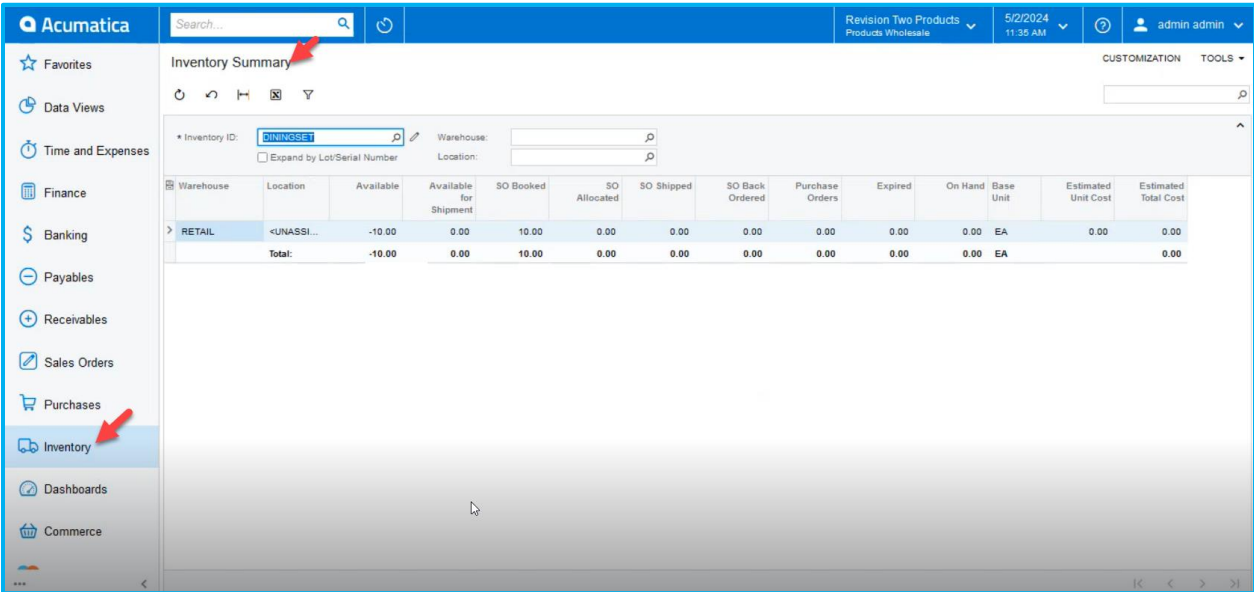 Acumatica
Search...
Revision Two Products
Products Wholesale
5/2/2024
11:35 AM
admin admin
Favorites
Data Views
Time and Expenses
Finance
Banking
Payables
Receivables
Sales Orders
Purchases
Inventory
Dashboards
Commerce
Inventory Summary
CUSTOMIZATION TOOLS
* Inventory ID: DININGSET Warehouse:
Expand by Lot/Serial Number Location:
Warehouse Location Available Available for Shipment SO Booked SO Allocated SO Shipped SO Back Ordered Purchase Orders Expired On Hand Base Unit Estimated Unit Cost Estimated Total Cost
RETAIL <UNASSI... -10.00 0.00 10.00 0.00 0.00 0.00 0.00 0.00 0.00 EA 0.00 0.00
Total: -10.00 0.00 10.00 0.00 0.00 0.00 0.00 0.00 0.00 EA 0.00